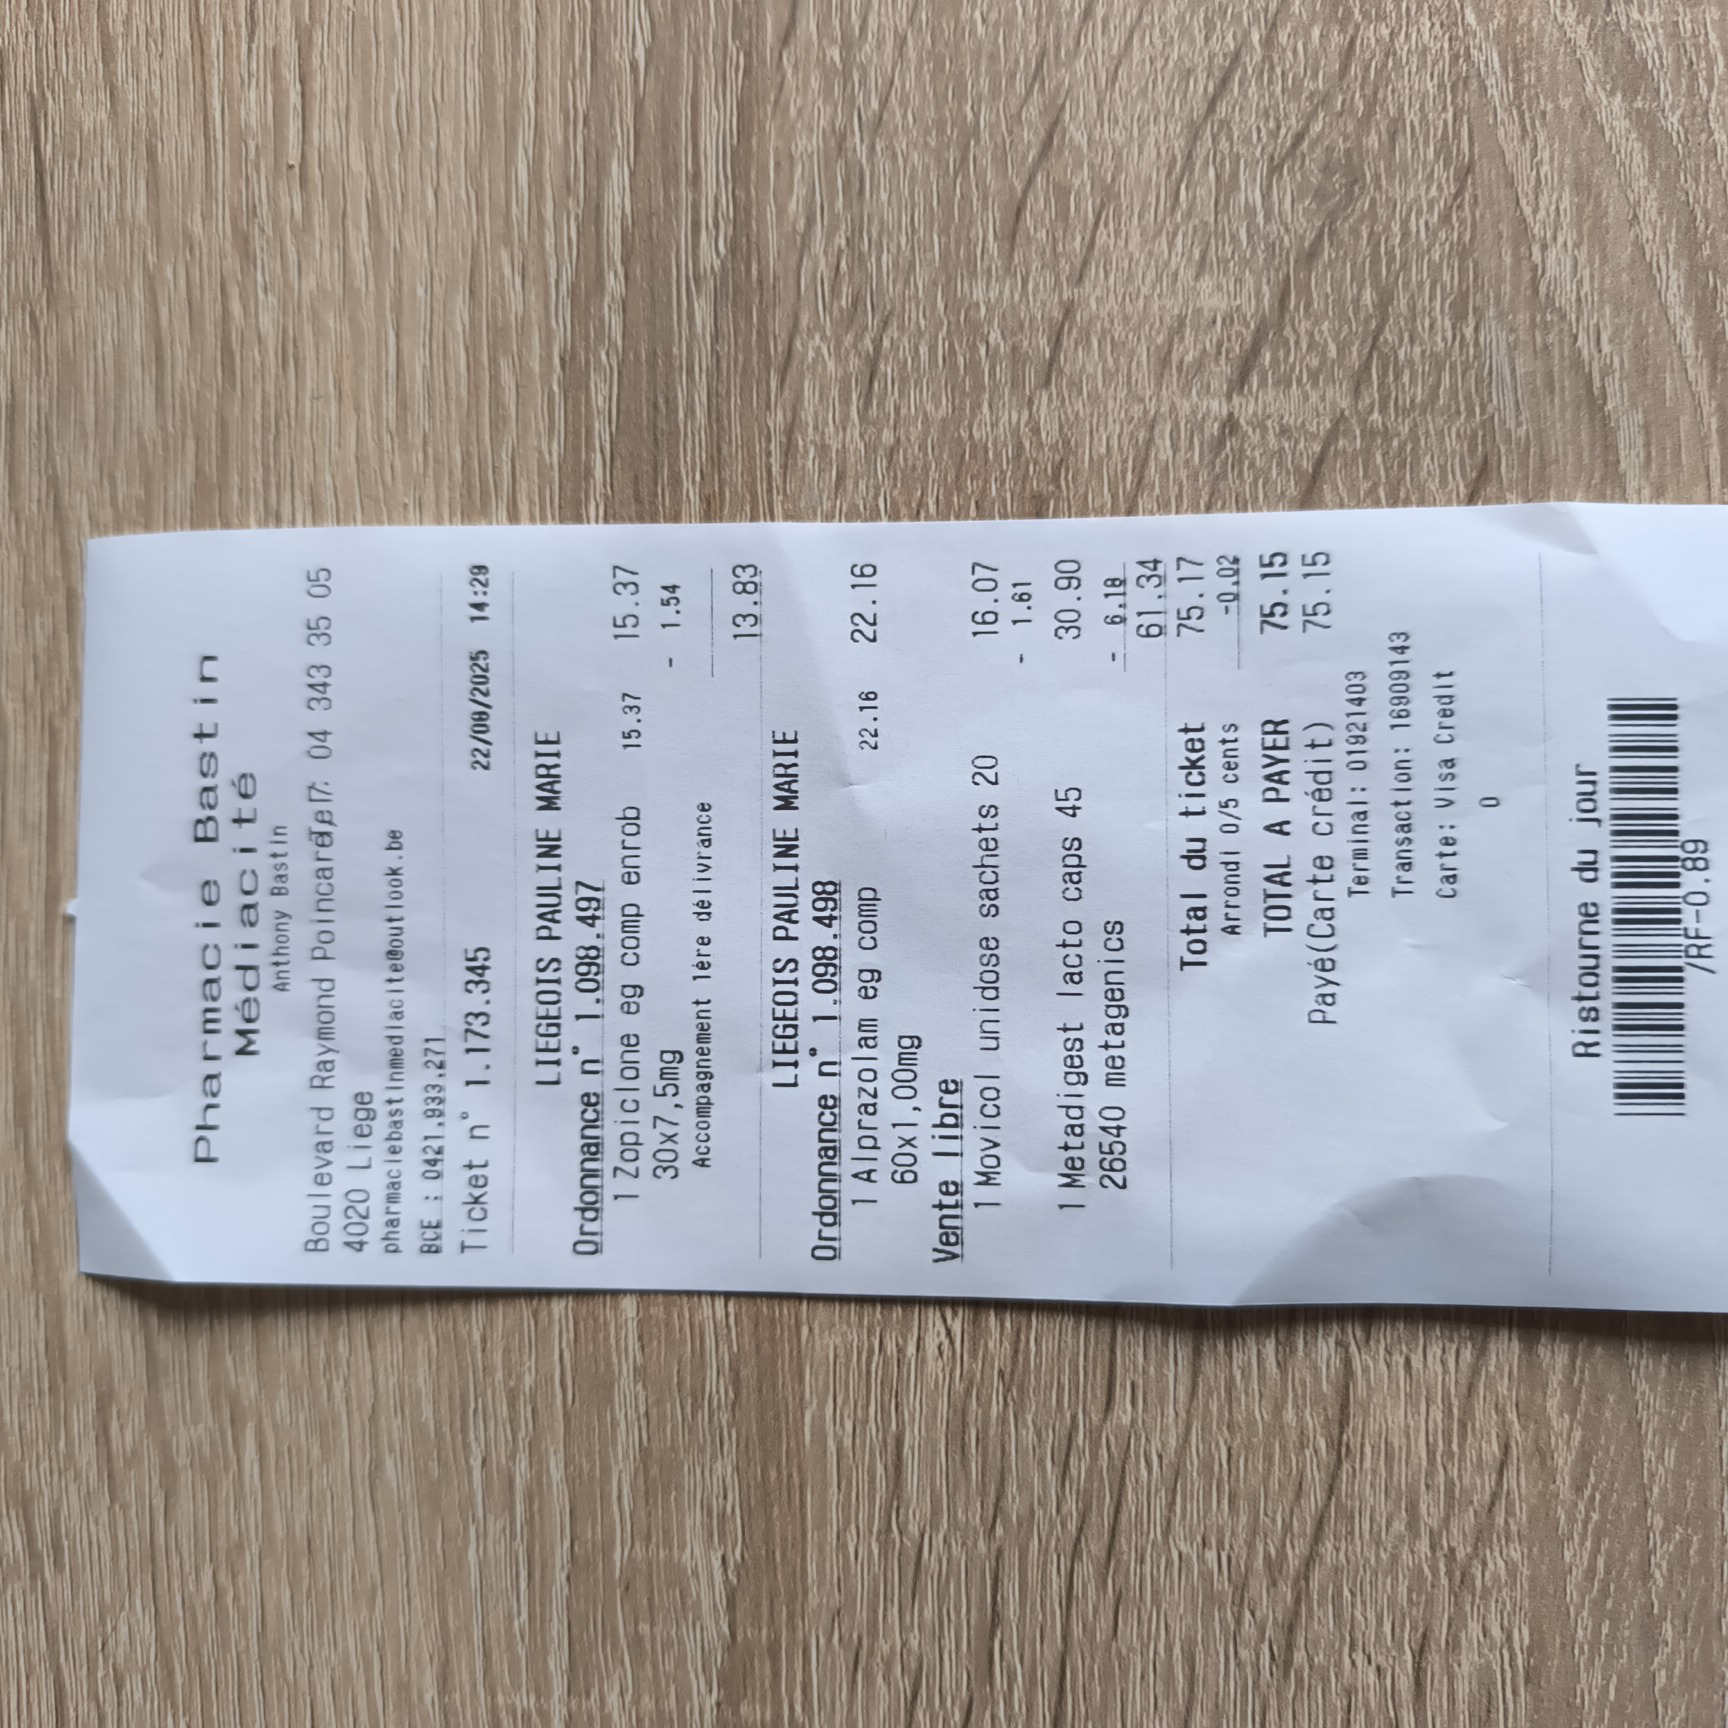 Pharmacie Bastin
Médiacité
Anthony Bastin
Boulevard Raymond Poincaré 04 343 35 05
4020 Liege
pharmaciebastinmediacite@outlook.be
BCE : 0421.933.271
Ticket n° 1.173.345 22/08/2025 14:29
LIEGEOIS PAULINE MARIE
Ordonnance n° 1.098.497
1 Zopiclone eg comp enrob 15.37 15.37
30x7,5mg - 1.54
Accompagnement 1ère délivrance
13.83
LIEGEOIS PAULINE MARIE
Ordonnance n° 1.098.498
1 Alprazolam eg comp 22.16 22.16
60x1,00mg
Vente libre
1 Movicol unidose sachets 20 16.07
- 1.61
1 Metadigest lacto caps 45 30.90
26540 metagenics - 6.18
61.34
Total du ticket 75.17
Arrondi 0/5 cents -0.02
TOTAL A PAYER 75.15
Payé(Carte crédit) 75.15
Terminal: 01921403
Transaction: 16909143
Carte: Visa Credit
0
Ristourne du jour
/RF-0.89